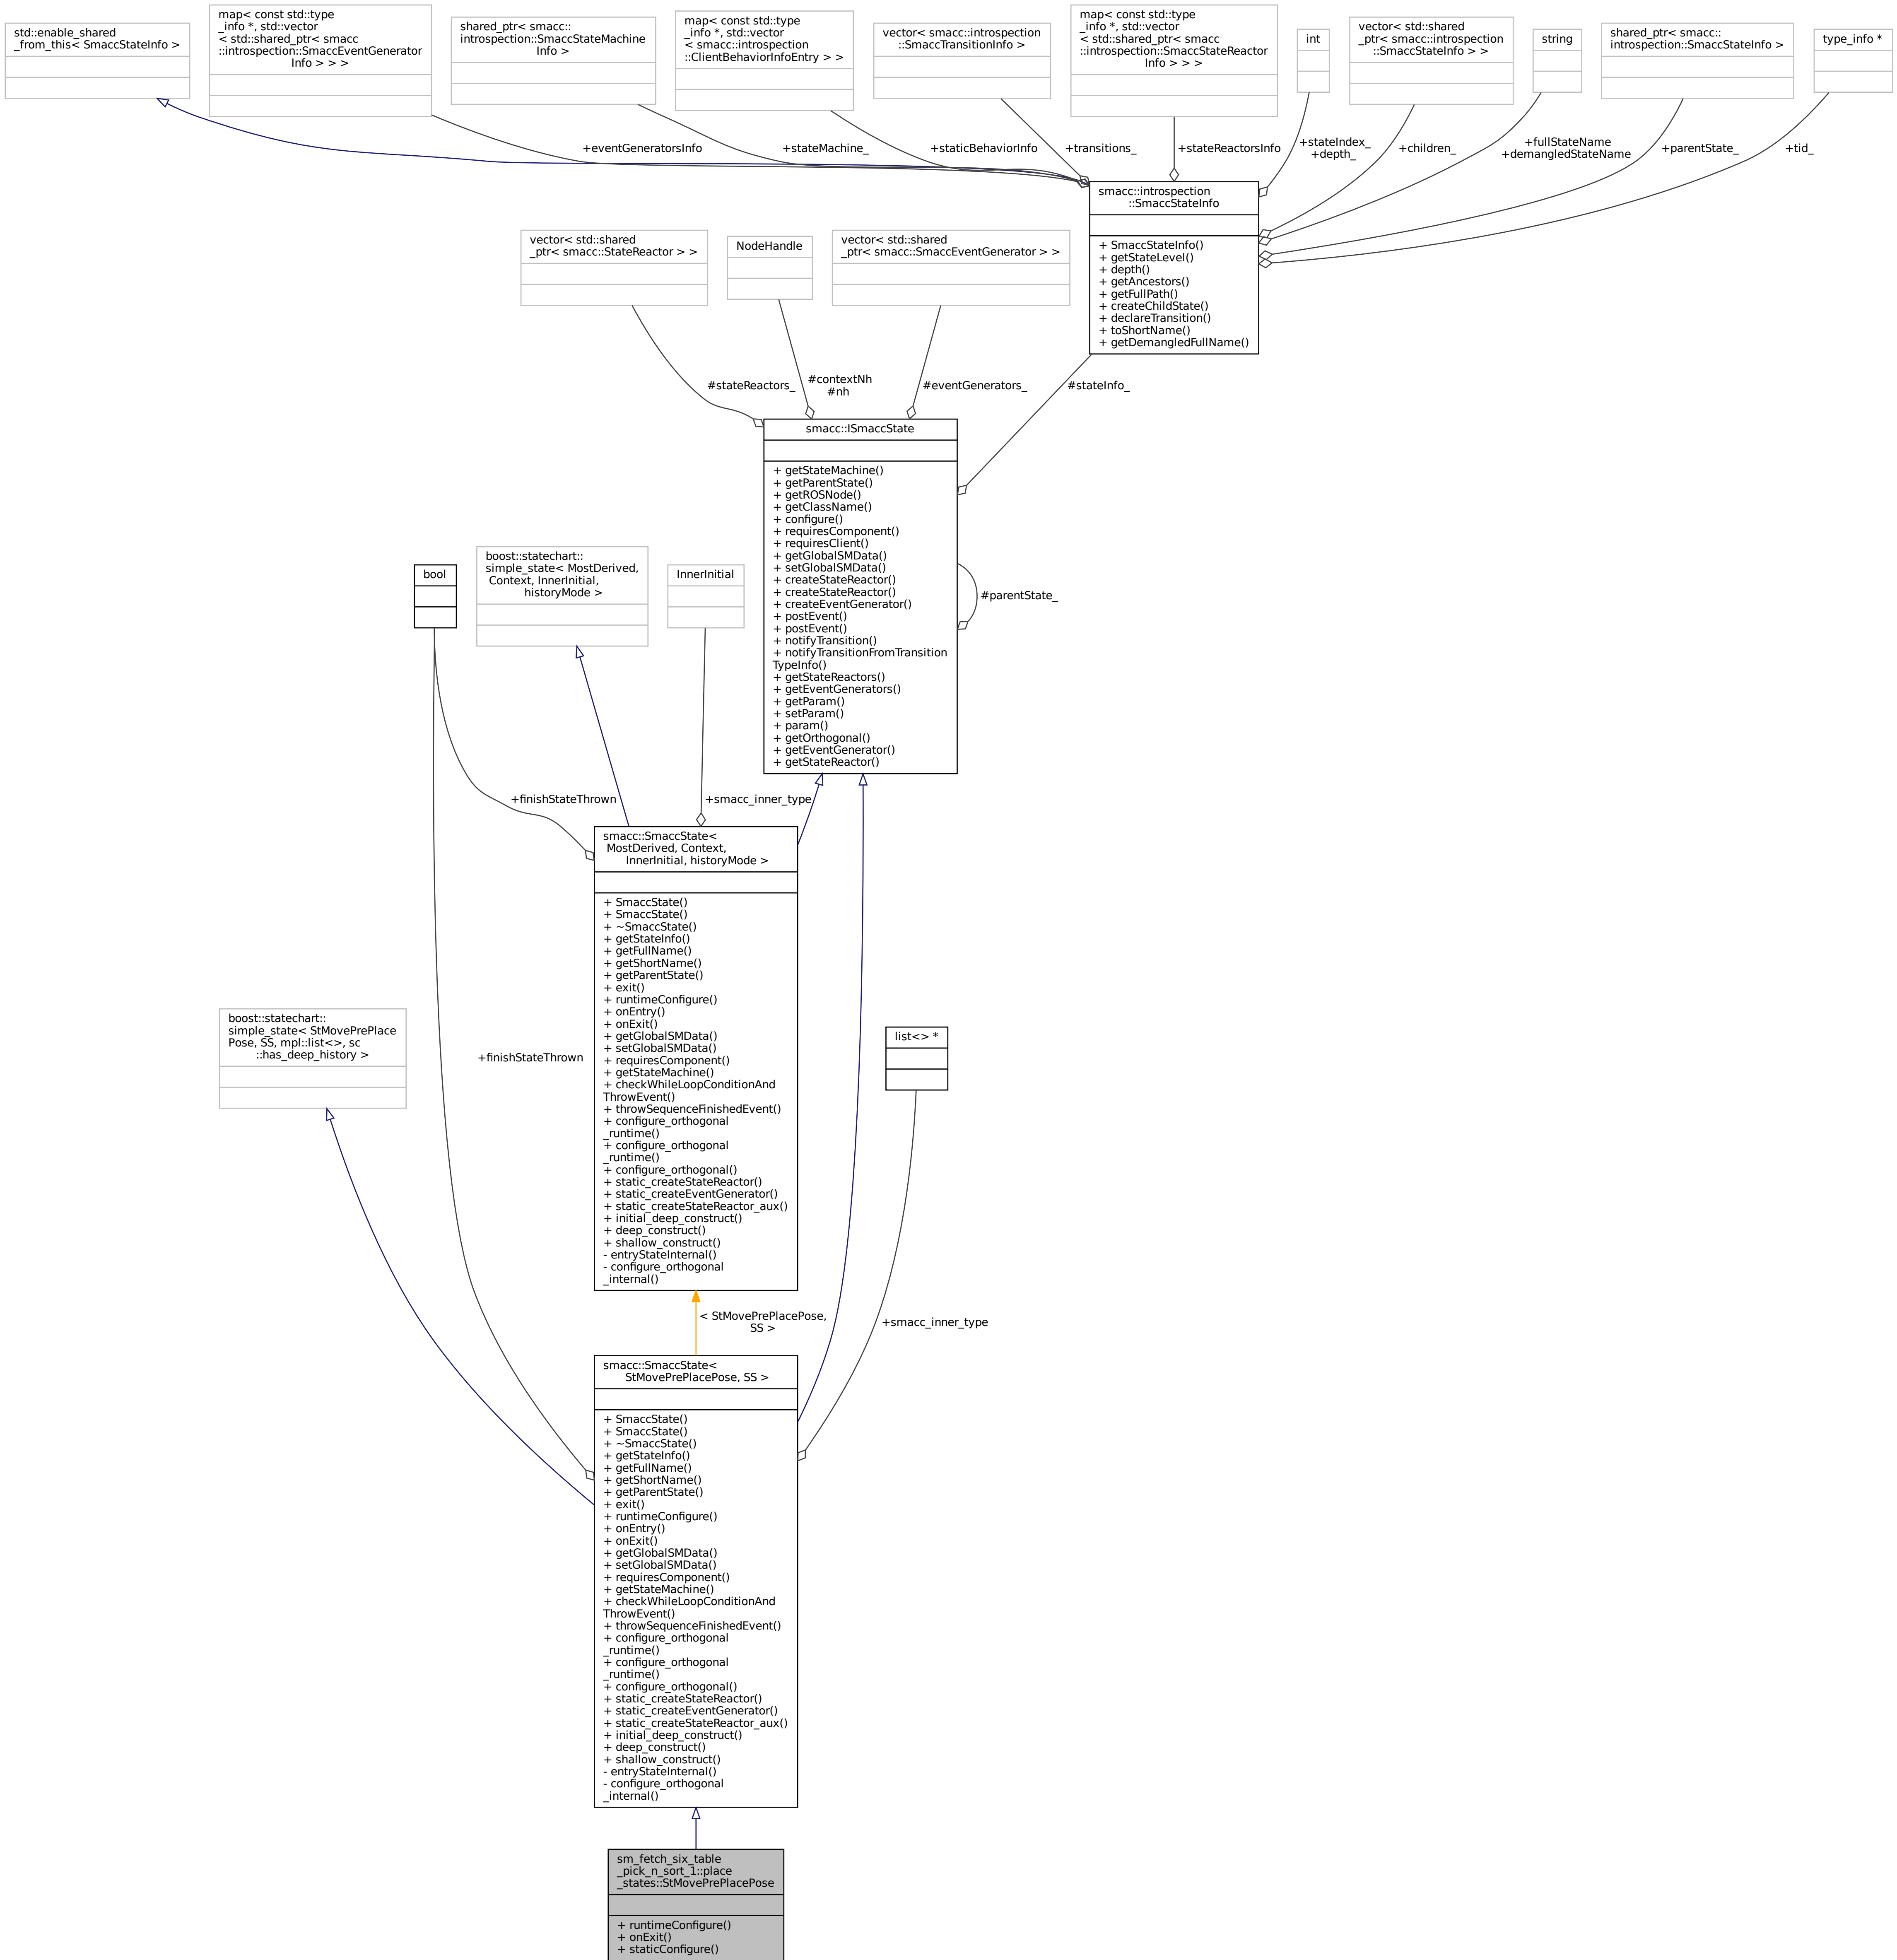 std::enable_shared
_from_this< SmaccStateInfo >
map< const std::type
_info *, std::vector
< std::shared_ptr< smacc
::introspection::SmaccEventGenerator
Info > > >
shared_ptr< smacc::
introspection::SmaccStateMachine
Info >
map< const std::type
_info *, std::vector
< smacc::introspection
::ClientBehaviorInfoEntry > >
vector< smacc::introspection
::SmaccTransitionInfo >
map< const std::type
_info *, std::vector
< std::shared_ptr< smacc
::introspection::SmaccStateReactor
Info > > >
int
vector< std::shared
_ptr< smacc::introspection
::SmaccStateInfo > >
string
shared_ptr< smacc::
introspection::SmaccStateInfo >
type_info *
+eventGeneratorsInfo
+stateMachine_
+staticBehaviorInfo
+transitions_
+stateReactorsInfo
+stateIndex_
+depth_
+children_
+fullStateName
+demangledStateName
+parentState_
+tid_
smacc::introspection
::SmaccStateInfo
+ SmaccStateInfo()
+ getStateLevel()
+ depth()
+ getAncestors()
+ getFullPath()
+ createChildState()
+ declareTransition()
+ toShortName()
+ getDemangledFullName()
vector< std::shared
_ptr< smacc::StateReactor > >
NodeHandle
vector< std::shared
_ptr< smacc::SmaccEventGenerator > >
#stateReactors_
#contextNh
#nh
#eventGenerators_
#stateInfo_
smacc::ISmaccState
+ getStateMachine()
+ getParentState()
+ getROSNode()
+ getClassName()
+ configure()
+ requiresComponent()
+ requiresClient()
+ getGlobalSMData()
+ setGlobalSMData()
+ createStateReactor()
+ createStateReactor()
+ createEventGenerator()
+ postEvent()
+ postEvent()
+ notifyTransition()
+ notifyTransitionFromTransition
TypeInfo()
+ getStateReactors()
+ getEventGenerators()
+ getParam()
+ setParam()
+ param()
+ getOrthogonal()
+ getEventGenerator()
+ getStateReactor()
#parentState_
bool
boost::statechart::
simple_state< MostDerived,
Context, InnerInitial,
historyMode >
InnerInitial
+finishStateThrown
+smacc_inner_type
smacc::SmaccState<
MostDerived, Context,
InnerInitial, historyMode >
+ SmaccState()
+ SmaccState()
+ ~SmaccState()
+ getStateInfo()
+ getFullName()
+ getShortName()
+ getParentState()
+ exit()
+ runtimeConfigure()
+ onEntry()
+ onExit()
+ getGlobalSMData()
+ setGlobalSMData()
+ requiresComponent()
+ getStateMachine()
+ checkWhileLoopConditionAnd
ThrowEvent()
+ throwSequenceFinishedEvent()
+ configure_orthogonal
_runtime()
+ configure_orthogonal
_runtime()
+ configure_orthogonal()
+ static_createStateReactor()
+ static_createEventGenerator()
+ static_createStateReactor_aux()
+ initial_deep_construct()
+ deep_construct()
+ shallow_construct()
- entryStateInternal()
- configure_orthogonal
_internal()
boost::statechart::
simple_state< StMovePrePlace
Pose, SS, mpl::list<>, sc
::has_deep_history >
+finishStateThrown
list<> *
< StMovePrePlacePose,
SS >
+smacc_inner_type
smacc::SmaccState<
StMovePrePlacePose, SS >
+ SmaccState()
+ SmaccState()
+ ~SmaccState()
+ getStateInfo()
+ getFullName()
+ getShortName()
+ getParentState()
+ exit()
+ runtimeConfigure()
+ onEntry()
+ onExit()
+ getGlobalSMData()
+ setGlobalSMData()
+ requiresComponent()
+ getStateMachine()
+ checkWhileLoopConditionAnd
ThrowEvent()
+ throwSequenceFinishedEvent()
+ configure_orthogonal
_runtime()
+ configure_orthogonal
_runtime()
+ configure_orthogonal()
+ static_createStateReactor()
+ static_createEventGenerator()
+ static_createStateReactor_aux()
+ initial_deep_construct()
+ deep_construct()
+ shallow_construct()
- entryStateInternal()
- configure_orthogonal
_internal()
sm_fetch_six_table
_pick_n_sort_1::place
_states::StMovePrePlacePose
+ runtimeConfigure()
+ onExit()
+ staticConfigure()